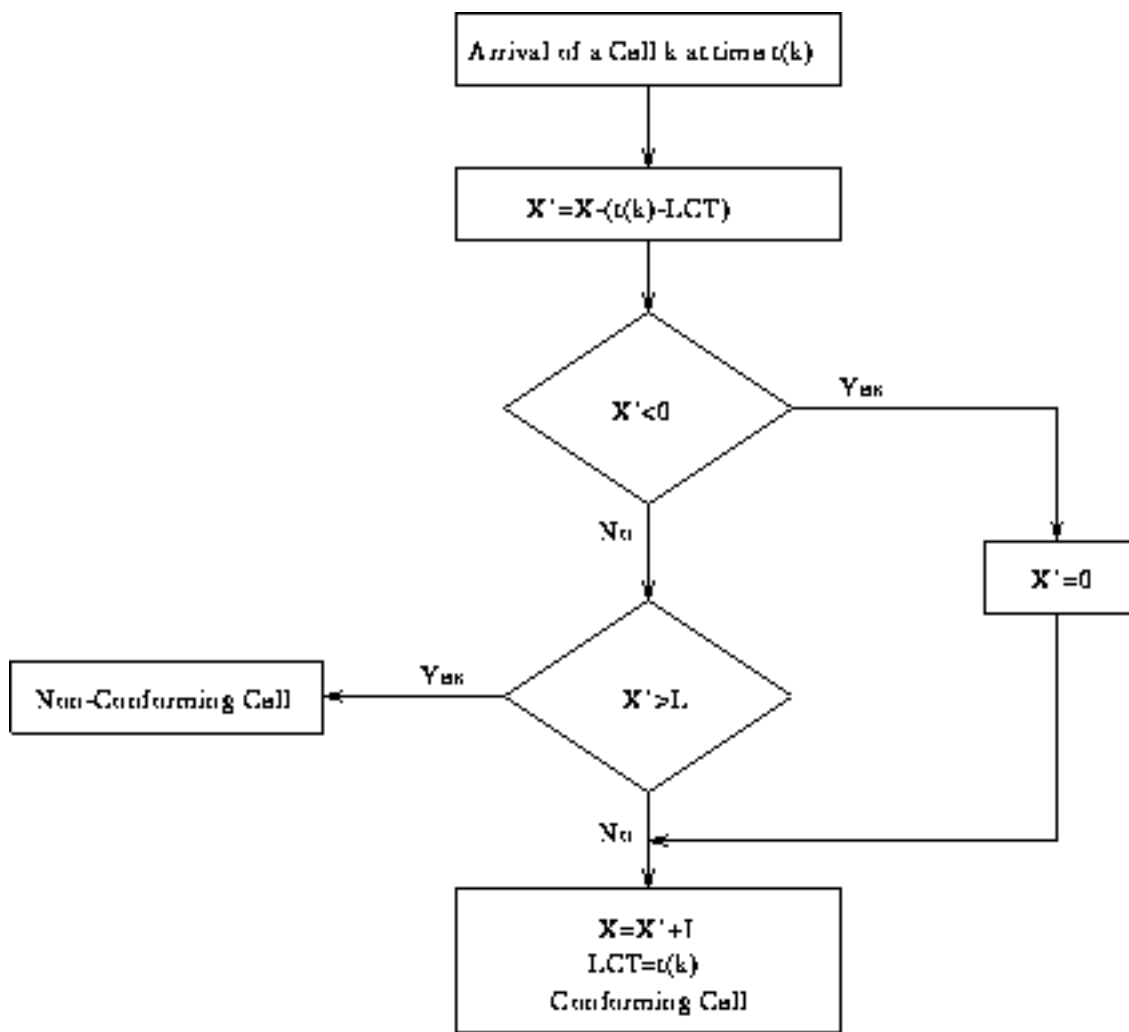 Arrival of a Cell k at time t(k)
X'=X-(t(k)-LCT)
X'<0
Yes
No
X'=0
Yes
Non-Conforming Cell
X'>L
No
X=X'+I
LCT=t(k)
Conforming Cell